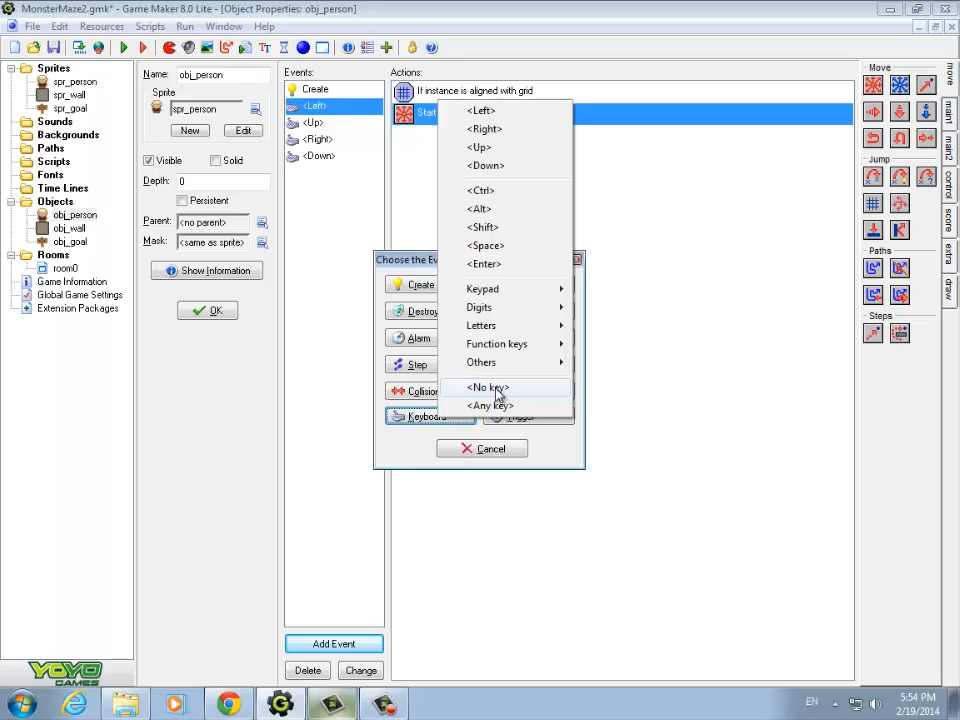 MonsterMaze2.gmk* - Game Maker 8.0 Lite - [Object Properties: obj_person]
File Edit Resources Scripts Run Window Help
Sprites
spr_person
spr_wall
spr_goal
Sounds
Backgrounds
Paths
Scripts
Fonts
Time Lines
Objects
obj_person
obj_wall
obj_goal
Rooms
room0
Game Information
Global Game Settings
Extension Packages
YOYO
GAMES
Name: obj_person
Sprite
spr_person
New Edit
Visible Solid
Depth: 0
Persistent
Parent: <no parent>
Mask: <same as sprite>
Show Information
OK
Events:
Create
<Left>
<Up>
<Right>
<Down>
Add Event
Delete Change
Actions:
If instance is aligned with grid
Start
Create
Destroy
Alarm
Step
Collision
Keyboard
Trigger
Cancel
<Left>
<Right>
<Up>
<Down>
<Ctrl>
<Alt>
<Shift>
<Space>
<Enter>
Keypad
Digits
Letters
Function keys
Others
<No key>
<Any key>
Move
Jump
Paths
Steps
move
main1
main2
control
score
extra
draw
EN
5:54 PM
2/19/2014